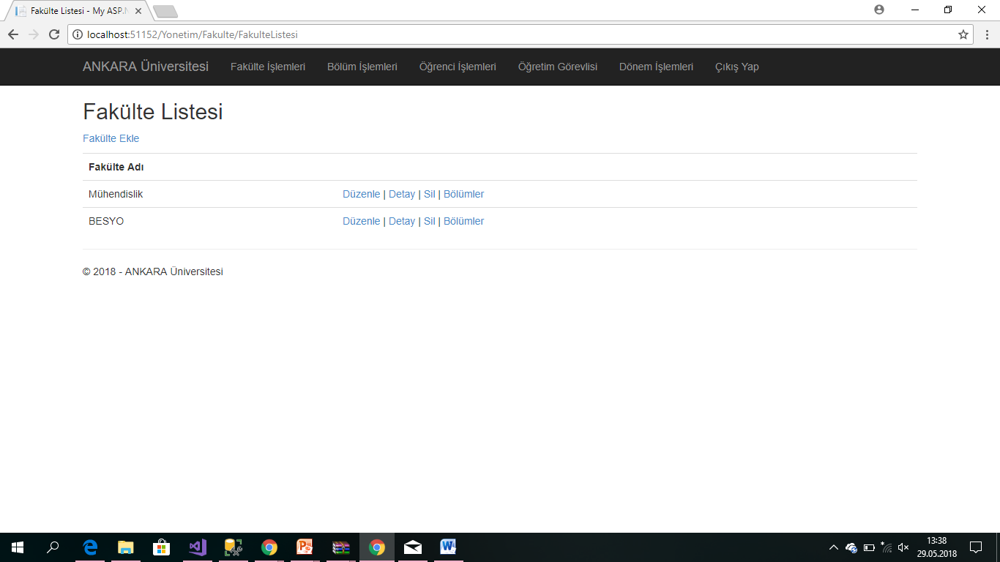 Fakülte Listesi - My ASP.N
localhost:51152/Yonetim/Fakulte/FakulteListesi
ANKARA Üniversitesi Fakülte İşlemleri Bölüm İşlemleri Öğrenci İşlemleri Öğretim Görevlisi Dönem İşlemleri Çıkış Yap
Fakülte Listesi
Fakülte Ekle
Fakülte Adı
Mühendislik Düzenle | Detay | Sil | Bölümler
BESYO Düzenle | Detay | Sil | Bölümler
© 2018 - ANKARA Üniversitesi
13:38
29.05.2018